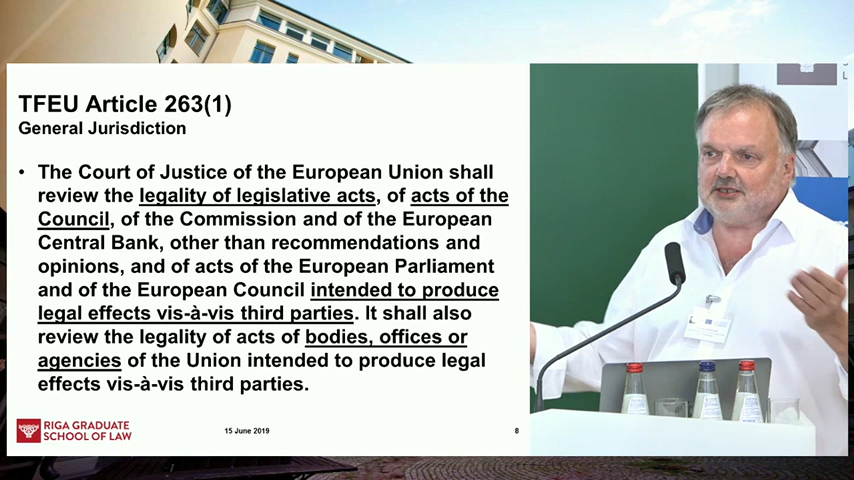 TFEU Article 263(1)
General Jurisdiction
• The Court of Justice of the European Union shall
review the legality of legislative acts, of acts of the
Council, of the Commission and of the European
Central Bank, other than recommendations and
opinions, and of acts of the European Parliament
and of the European Council intended to produce
legal effects vis-à-vis third parties. It shall also
review the legality of acts of bodies, offices or
agencies of the Union intended to produce legal
effects vis-à-vis third parties.
RIGA GRADUATE
SCHOOL OF LAW
15 June 2019
8